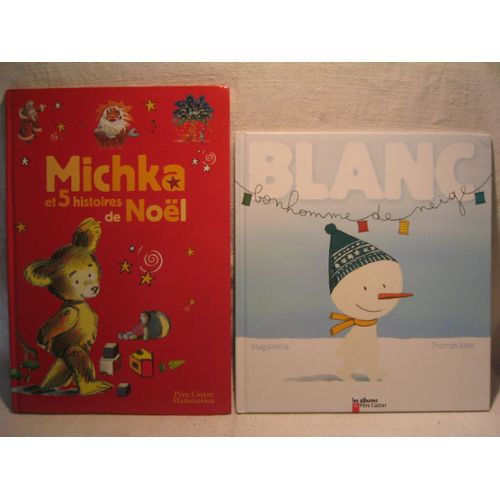 Michka
et 5 histoires
de Noël
Père Castor
Flammarion
BLANC
bonhomme de neige
Magdalena
Thomas Baas
les albums
du Père Castor